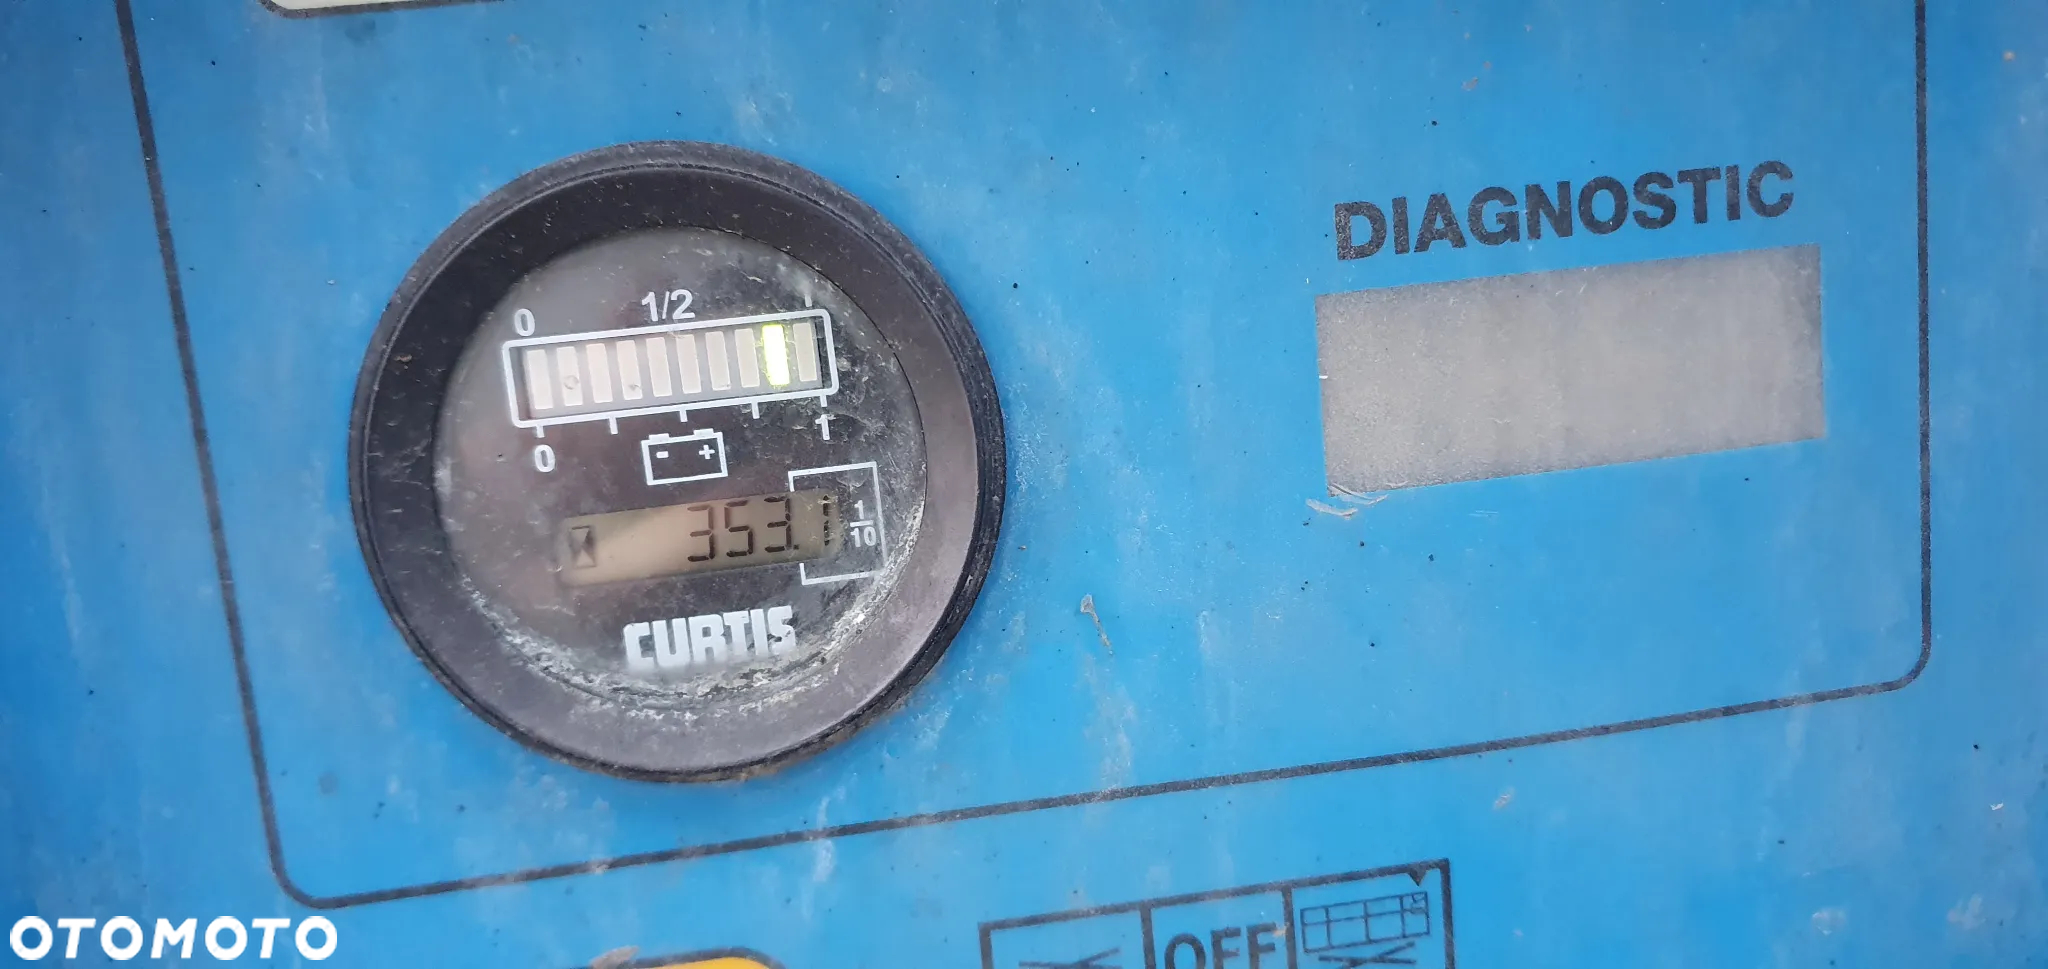 DIAGNOSTIC
0 1/2 1
0 1
- +
353.1
1
10
CURTIS
OFF
OTOMOTO